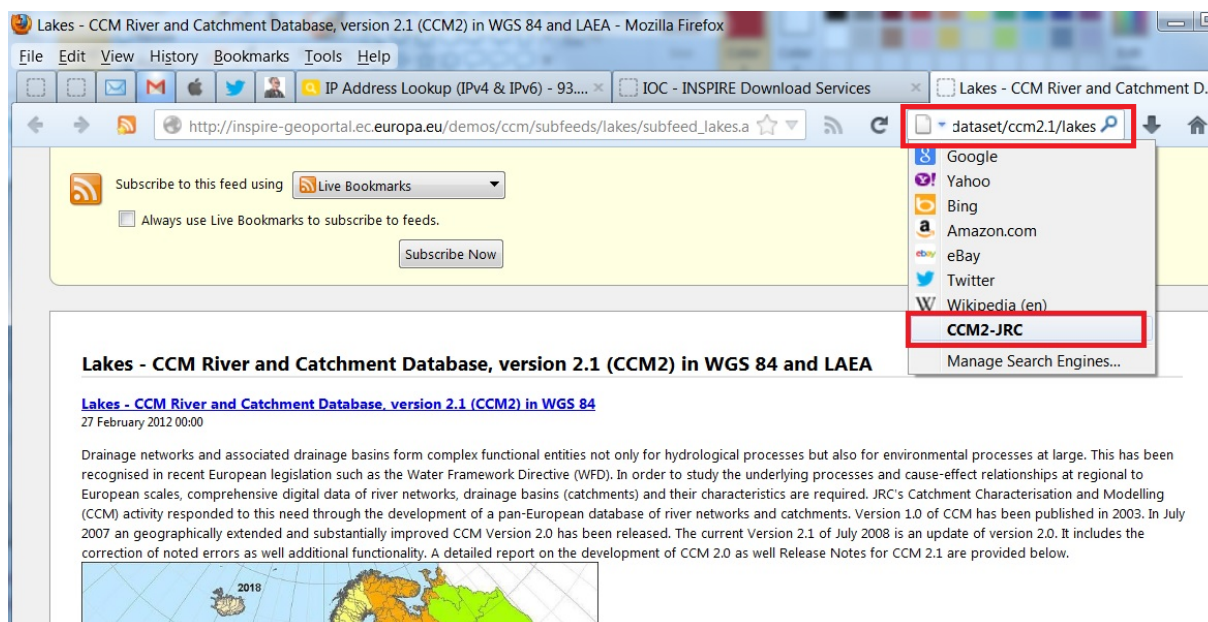 Lakes - CCM River and Catchment Database, version 2.1 (CCM2) in WGS 84 and LAEA - Mozilla Firefox
File Edit View History Bookmarks Tools Help
IP Address Lookup (IPv4 & IPv6) - 93.... IOC - INSPIRE Download Services Lakes - CCM River and Catchment D.
http://inspire-geoportal.ec.europa.eu/demos/ccm/subfeeds/lakes/subfeed_lakes.a dataset/ccm2.1/lakes
Google
Yahoo
Bing
Amazon.com
eBay
Twitter
Wikipedia (en)
CCM2-JRC
Manage Search Engines...
Subscribe to this feed using Live Bookmarks
Always use Live Bookmarks to subscribe to feeds.
Subscribe Now
Lakes - CCM River and Catchment Database, version 2.1 (CCM2) in WGS 84 and LAEA
Lakes - CCM River and Catchment Database, version 2.1 (CCM2) in WGS 84
27 February 2012 00:00
Drainage networks and associated drainage basins form complex functional entities not only for hydrological processes but also for environmental processes at large. This has been
recognised in recent European legislation such as the Water Framework Directive (WFD). In order to study the underlying processes and cause-effect relationships at regional to
European scales, comprehensive digital data of river networks, drainage basins (catchments) and their characteristics are required. JRC's Catchment Characterisation and Modelling
(CCM) activity responded to this need through the development of a pan-European database of river networks and catchments. Version 1.0 of CCM has been published in 2003. In July
2007 an geographically extended and substantially improved CCM Version 2.0 has been released. The current Version 2.1 of July 2008 is an update of version 2.0. It includes the
correction of noted errors as well additional functionality. A detailed report on the development of CCM 2.0 as well Release Notes for CCM 2.1 are provided below.
2018